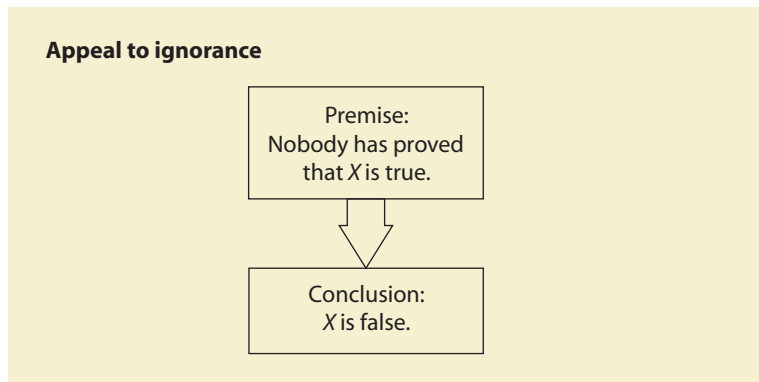 Appeal to ignorance
Premise:
Nobody has proved
that X is true.
Conclusion:
X is false.